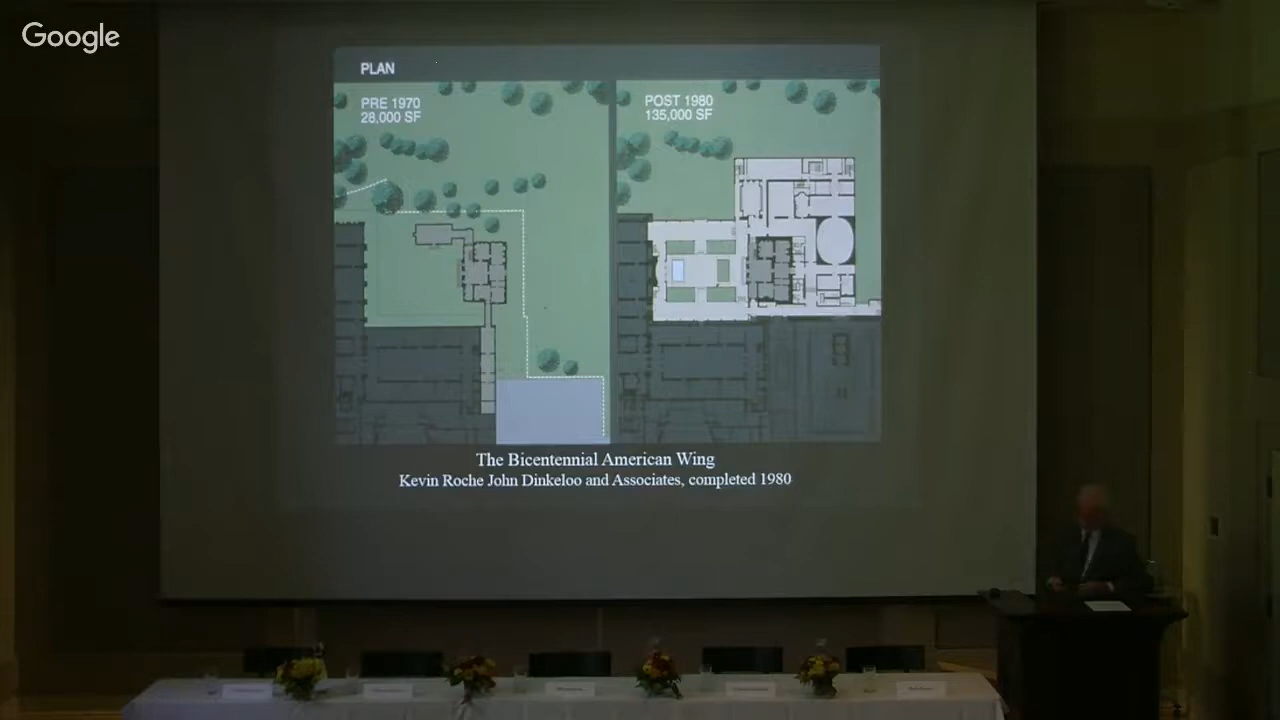 Google
PLAN
PRE 1970
28,000 SF
POST 1980
135,000 SF
The Bicentennial American Wing
Kevin Roche John Dinkeloo and Associates, completed 1980